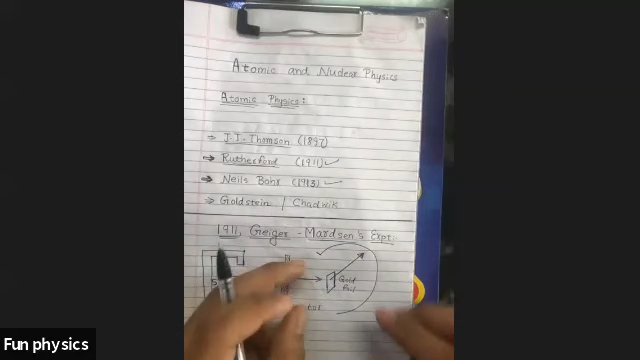 Atomic and Nuclear Physics
Atomic Physics:
⇒ J.J. Thomson (1897)
⇒ Rutherford (1911) ✓
⇒ Neils Bohr (1913) ✓
⇒ Goldstein / Chadwik
1911, Geiger - Mardsen's Expt:
Gold
Foil
Fun physics